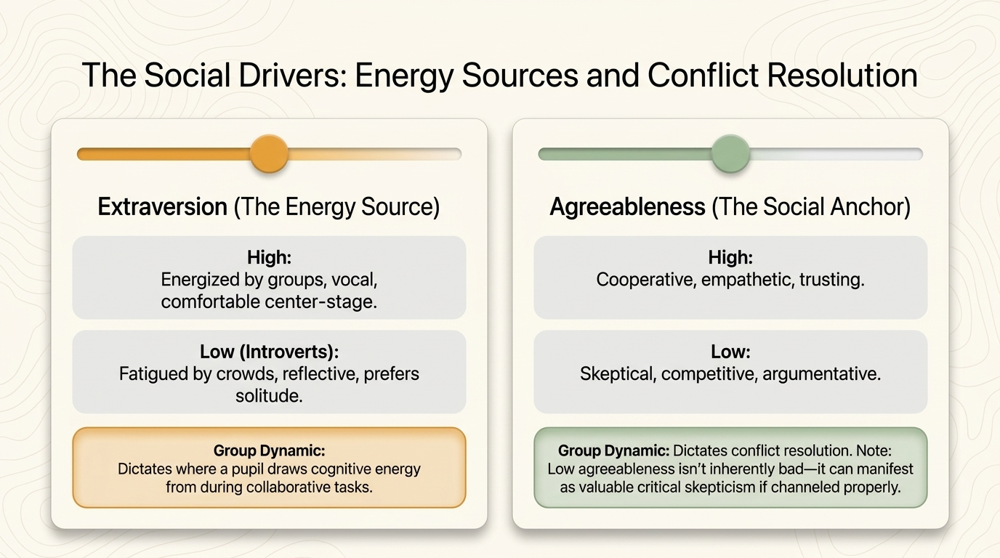 The Social Drivers: Energy Sources and Conflict Resolution
Extraversion (The Energy Source)
High:
Energized by groups, vocal,
comfortable center-stage.
Low (Introverts):
Fatigued by crowds, reflective, prefers
solitude.
Group Dynamic:
Dictates where a pupil draws cognitive energy
from during collaborative tasks.
Agreeableness (The Social Anchor)
High:
Cooperative, empathetic, trusting.
Low:
Skeptical, competitive, argumentative.
Group Dynamic: Dictates conflict resolution. Note:
Low agreeableness isn’t inherently bad—it can manifest
as valuable critical skepticism if channeled properly.